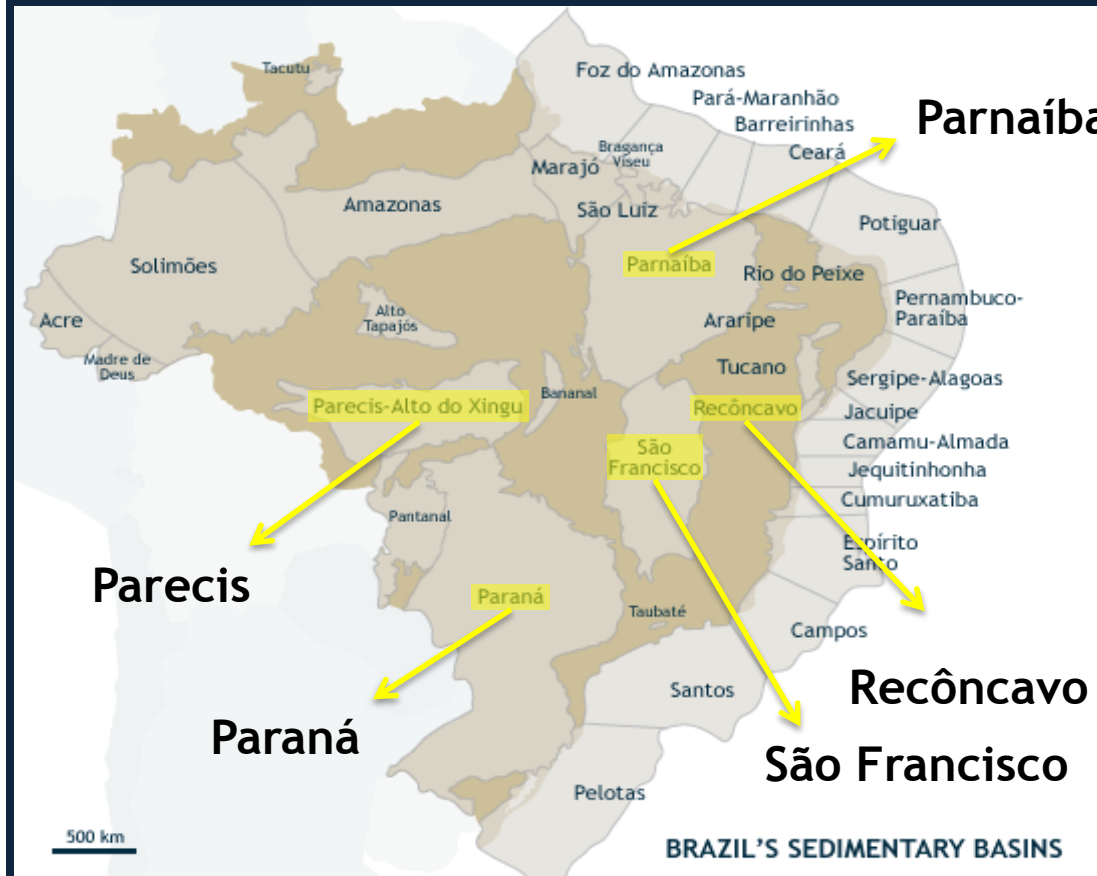 Tacutu
Foz do Amazonas
Pará-Maranhão
Barreirinhas
Parnaíba
Bragança
Viseu
Ceará
Marajó
Amazonas
São Luiz
Potiguar
Solimões
Parnaíba
Rio do Peixe
Pernambuco-
Paraíba
Acre
Alto
Tapajós
Araripe
Madre de
Deus
Tucano
Sergipe-Alagoas
Bananal
Parecis-Alto do Xingu
Recôncavo
Jacuipe
São
Francisco
Camamu-Almada
Jequitinhonha
Cumuruxatiba
Pantanal
Espírito
Santo
Parecis
Paraná
Taubaté
Campos
Santos
Recôncavo
Paraná
São Francisco
Pelotas
500 km
BRAZIL'S SEDIMENTARY BASINS